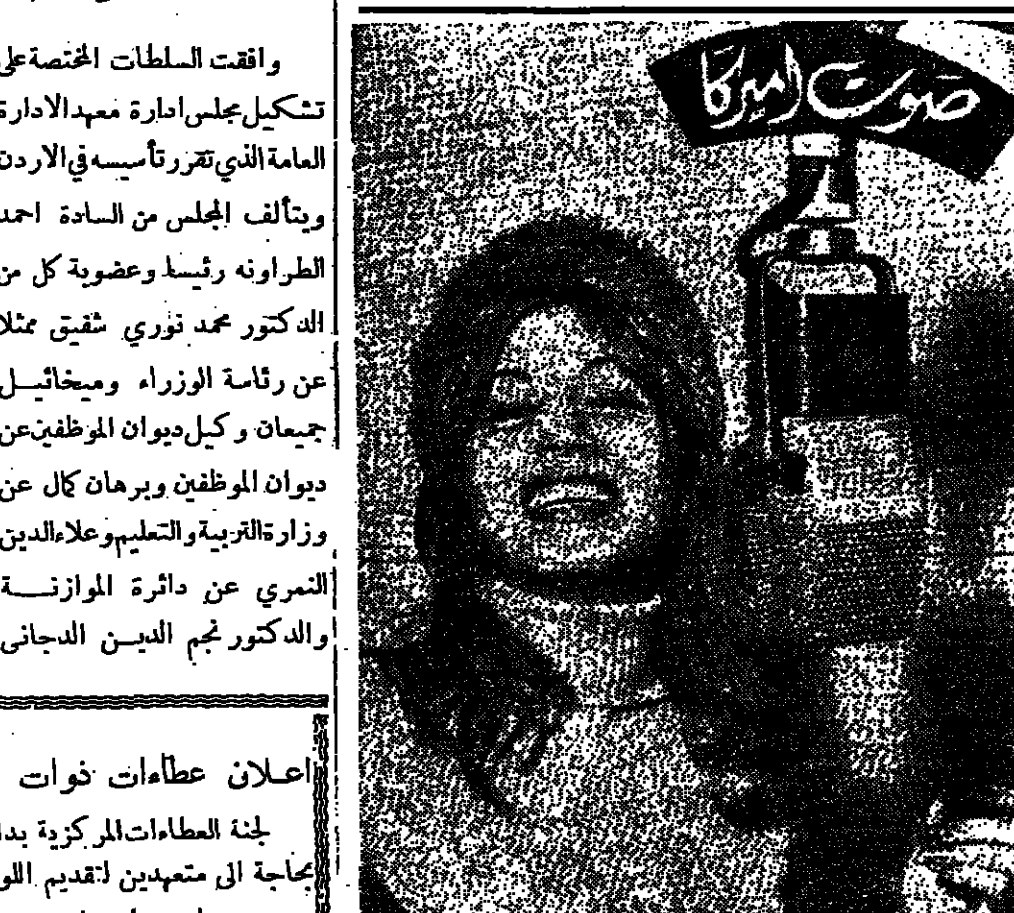 صوت اميركا
وافقت السلطات المختصة على
تشكيل مجلس ادارة معهد الادارة
العامة الذي تقرر تأسيسه في الاردن
ويتألف المجلس من السادة احمد
الطراونه رئيسا وعضوية كل من
الدكتور محمد نوري شفيق ممثلا
عن رئاسة الوزراء وميخائيل
جميعان وكيل ديوان الموظفين عن
ديوان الموظفين وبرهان كمال عن
وزارة التربية والتعليم وعلاء الدين
النمري عن دائرة الموازنة
والدكتور نجم الدين الدجاني
اعلان عطاءات ذوات
لجنة العطاءات المركزية
بحاجة الى متعهدين لتقديم